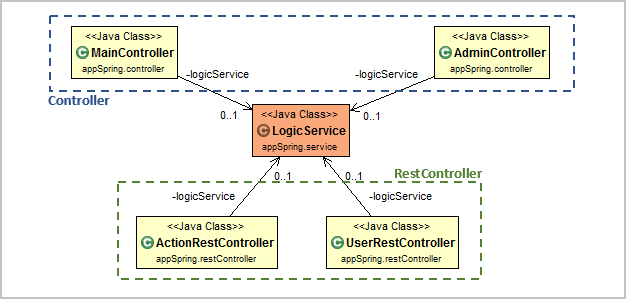 <<Java Class>>
MainController
appSpring.controller
<<Java Class>>
AdminController
appSpring.controller
-logicService
-logicService
Controller
0..1
0..1
<<Java Class>>
LogicService
appSpring.service
RestController
0..1
0..1
-logicService
-logicService
<<Java Class>>
ActionRestController
appSpring.restController
<<Java Class>>
UserRestController
appSpring.restController